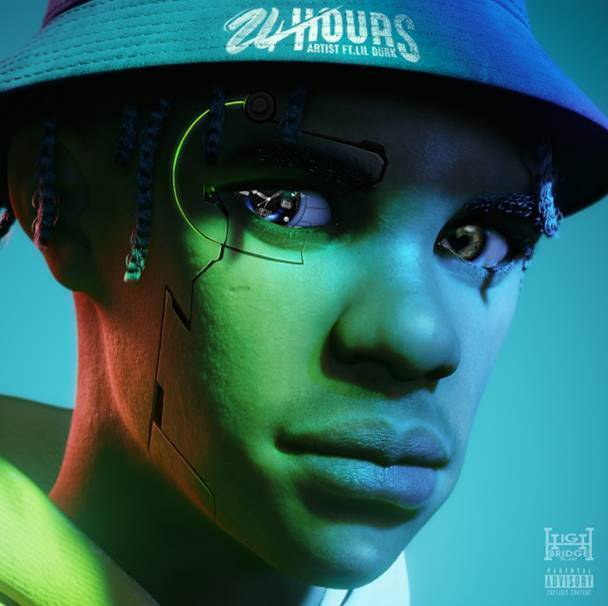 24 HOURS
ARTIST FT. LIL DURK
HIGH
BRIDGE
PARENTAL
ADVISORY
EXPLICIT CONTENT